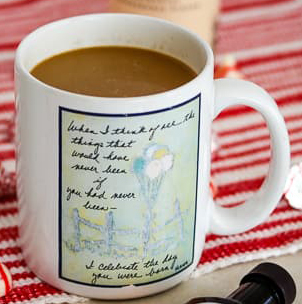 When I think of all the
things that
would have
never been
if
you had never
been—
I celebrate the day
you were born!